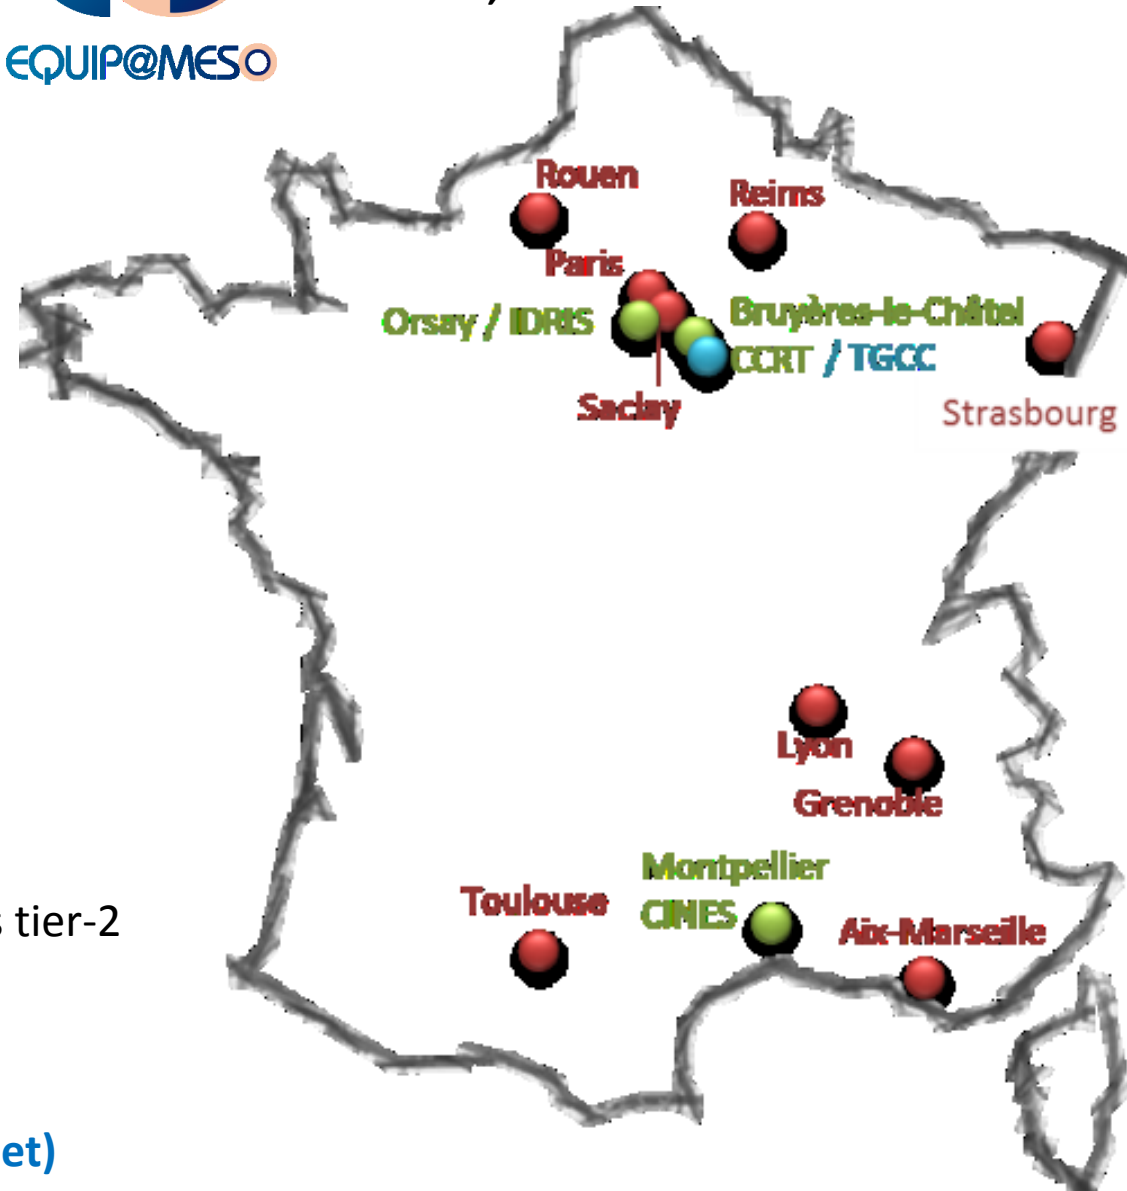 EQUIP@MESO
Rouen
Reims
Paris
Orsay / IDRIS
Bruyères-le-Châtel
CCRT / TGCC
Saclay
Strasbourg
Lyon
Grenoble
Montpellier
CINES
Toulouse
Aix-Marseille
s tier-2
et)